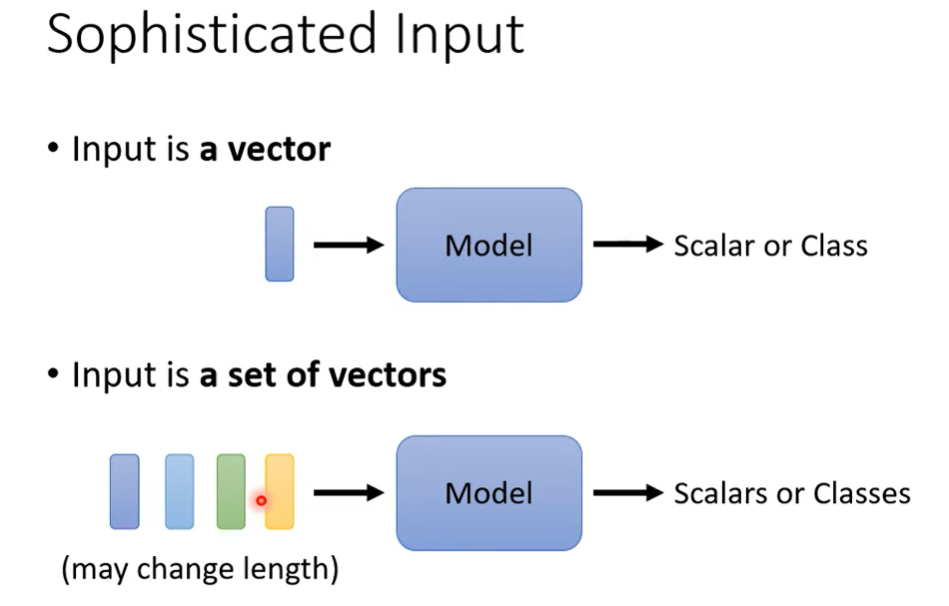 Sophisticated Input
• Input is a vector
Model
Scalar or Class
• Input is a set of vectors
Model
Scalars or Classes
(may change length)